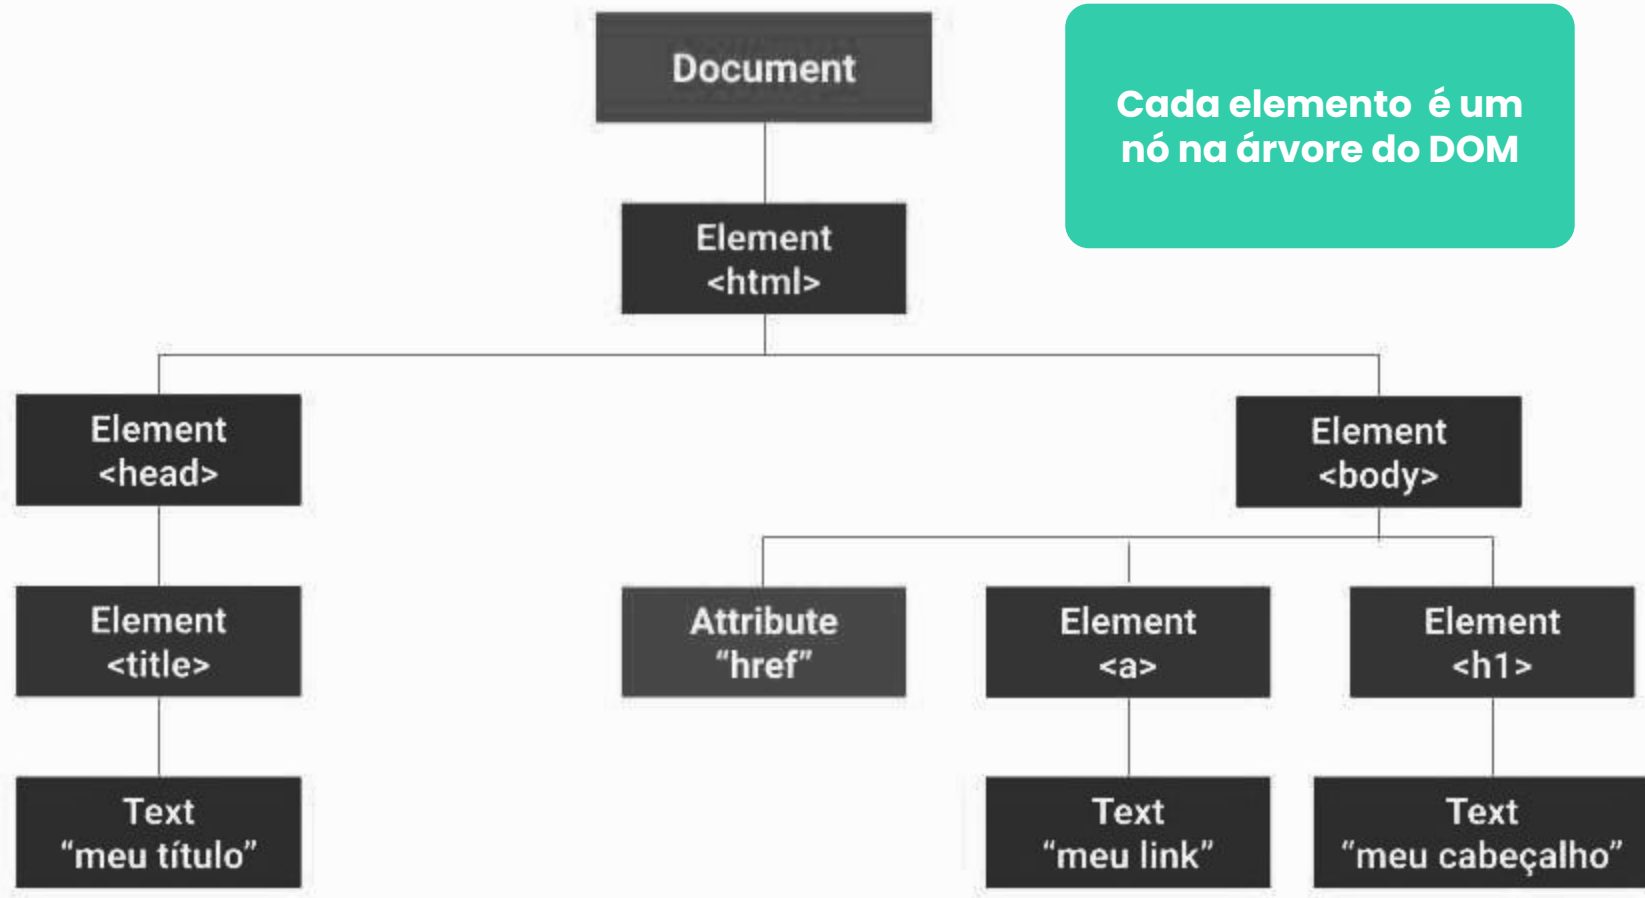 Document
Cada elemento é um
nó na árvore do DOM
Element
<html>
Element
<head>
Element
<body>
Element
<title>
Attribute
“href”
Element
<a>
Element
<h1>
Text
“meu título”
Text
“meu link”
Text
“meu cabeçalho”